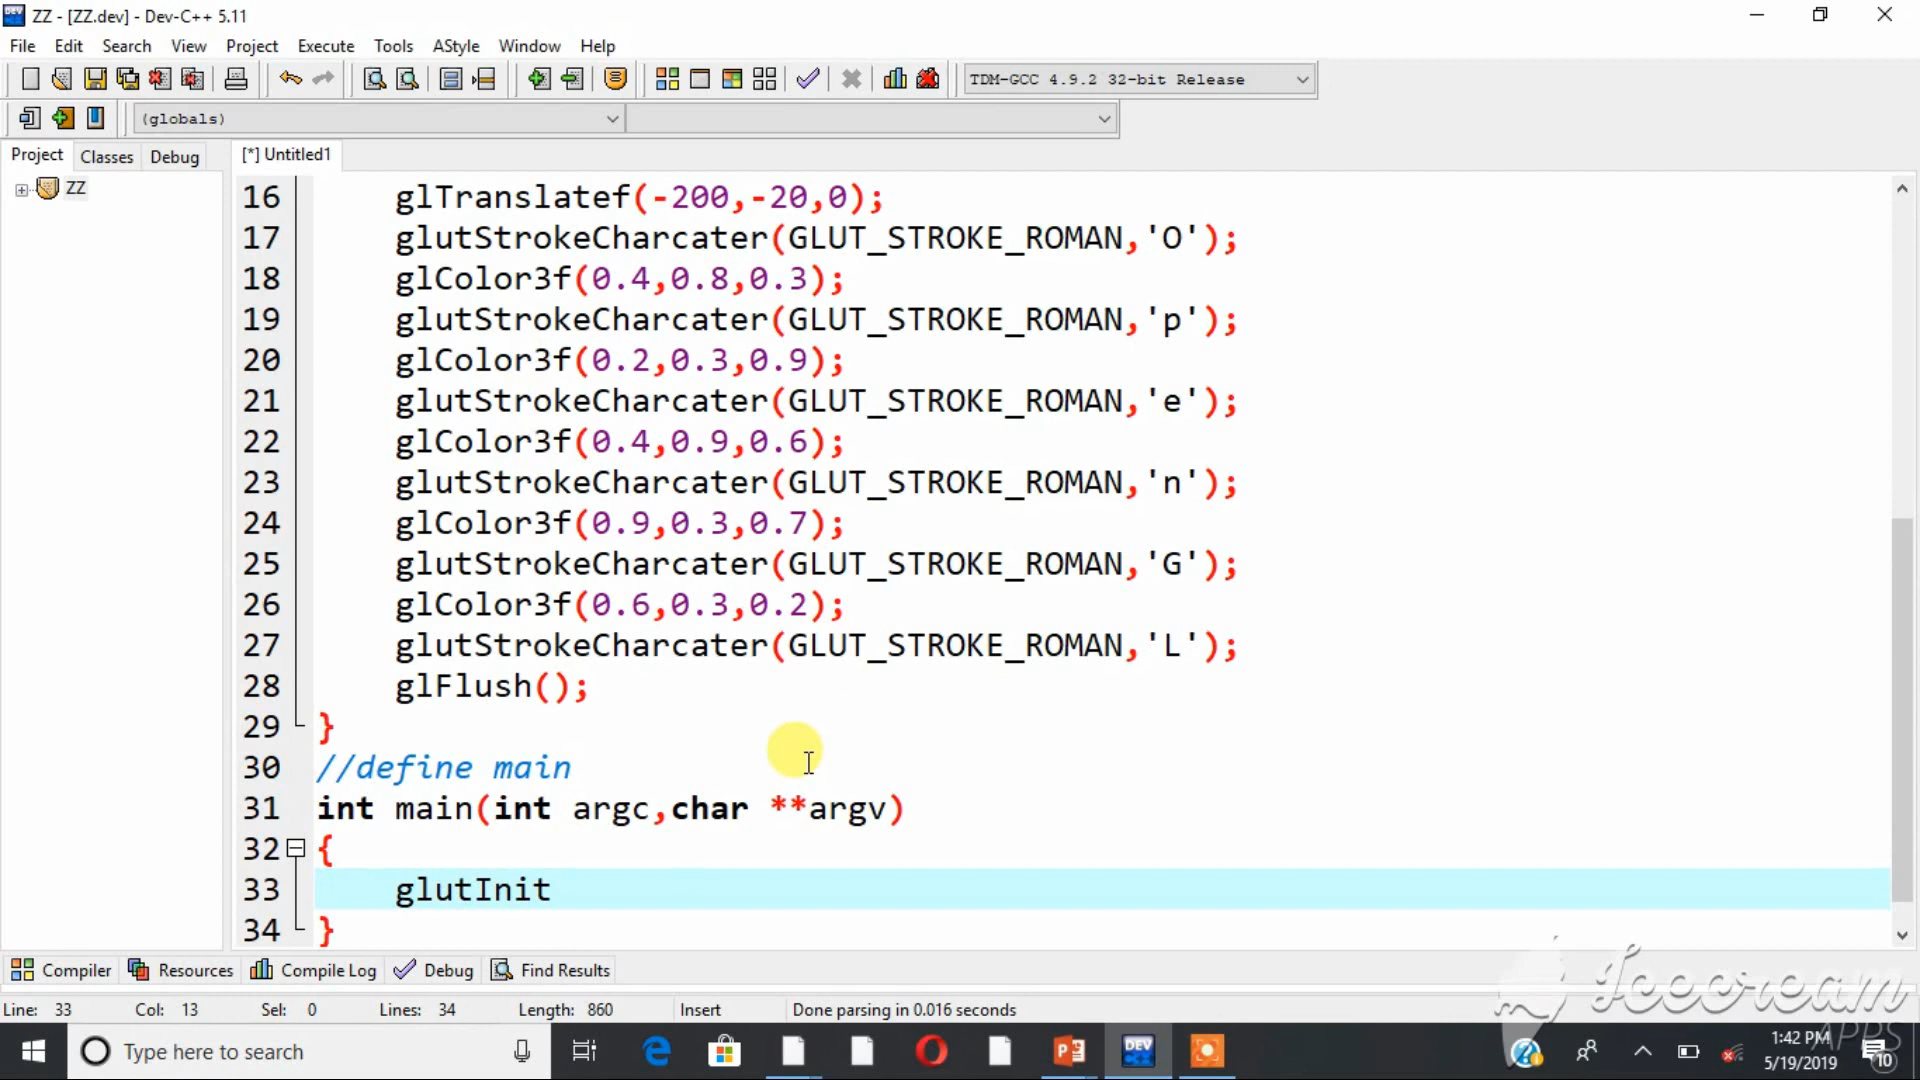 ZZ - [ZZ.dev] - Dev-C++ 5.11
File Edit Search View Project Execute Tools AStyle Window Help
TDM-GCC 4.9.2 32-bit Release
(globals)
Project Classes Debug [*] Untitled1
ZZ
16 glTranslatef(-200,-20,0);
17 glutStrokeCharcater(GLUT_STROKE_ROMAN,'O');
18 glColor3f(0.4,0.8,0.3);
19 glutStrokeCharcater(GLUT_STROKE_ROMAN,'p');
20 glColor3f(0.2,0.3,0.9);
21 glutStrokeCharcater(GLUT_STROKE_ROMAN,'e');
22 glColor3f(0.4,0.9,0.6);
23 glutStrokeCharcater(GLUT_STROKE_ROMAN,'n');
24 glColor3f(0.9,0.3,0.7);
25 glutStrokeCharcater(GLUT_STROKE_ROMAN,'G');
26 glColor3f(0.6,0.3,0.2);
27 glutStrokeCharcater(GLUT_STROKE_ROMAN,'L');
28 glFlush();
29 }
30 //define main
31 int main(int argc,char **argv)
32 {
33 glutInit
34 }
Compiler Resources Compile Log Debug Find Results
Line: 33 Col: 13 Sel: 0 Lines: 34 Length: 860 Insert Done parsing in 0.016 seconds
Icecream
APPS
Type here to search
DEV
1:42 PM
5/19/2019
10